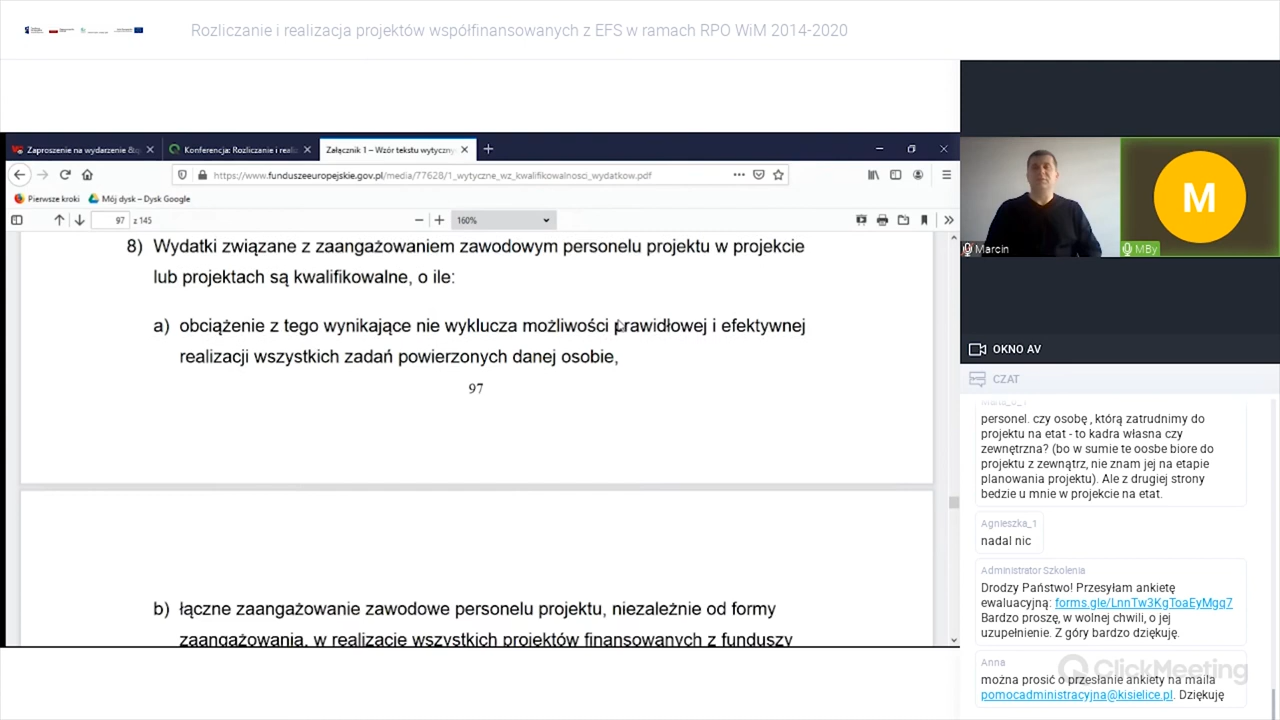 Rozliczanie i realizacja projektów współfinansowanych z EFS w ramach RPO WiM 2014-2020
Zaproszenie na wydarzenie
Konferencja: Rozliczanie i reali
Załącznik 1 – Wzór tekstu wytyczny
https://www.funduszeeuropejskie.gov.pl/media/77628/1_wytyczne_wz_kwalifikowalnosci_wydatkow.pdf
Pierwsze kroki
Mój dysk – Dysk Google
97 z 145
160%
8) Wydatki związane z zaangażowaniem zawodowym personelu projektu w projekcie
lub projektach są kwalifikowalne, o ile:
a) obciążenie z tego wynikające nie wyklucza możliwości prawidłowej i efektywnej
realizacji wszystkich zadań powierzonych danej osobie,
97
b) łączne zaangażowanie zawodowe personelu projektu, niezależnie od formy
zaangażowania, w realizację wszystkich projektów finansowanych z funduszy
M
Marcin
MBy
OKNO AV
CZAT
personel. czy osobę , którą zatrudnimy do
projektu na etat - to kadra własna czy
zewnętrzna? (bo w sumie te oosbe biore do
projektu z zewnątrz, nie znam jej na etapie
planowania projektu). Ale z drugiej strony
bedzie u mnie w projekcie na etat.
Agnieszka_1
nadal nic
Administrator Szkolenia
Drodzy Państwo! Przesyłam ankietę
ewaluacyjną: forms.gle/LnnTw3KgToaEyMgq7
Bardzo proszę, w wolnej chwili, o jej
uzupełnienie. Z góry bardzo dziękuję.
Anna
można prosić o przesłanie ankiety na maila
pomocadministracyjna@kisielice.pl. Dziękuję
ClickMeeting